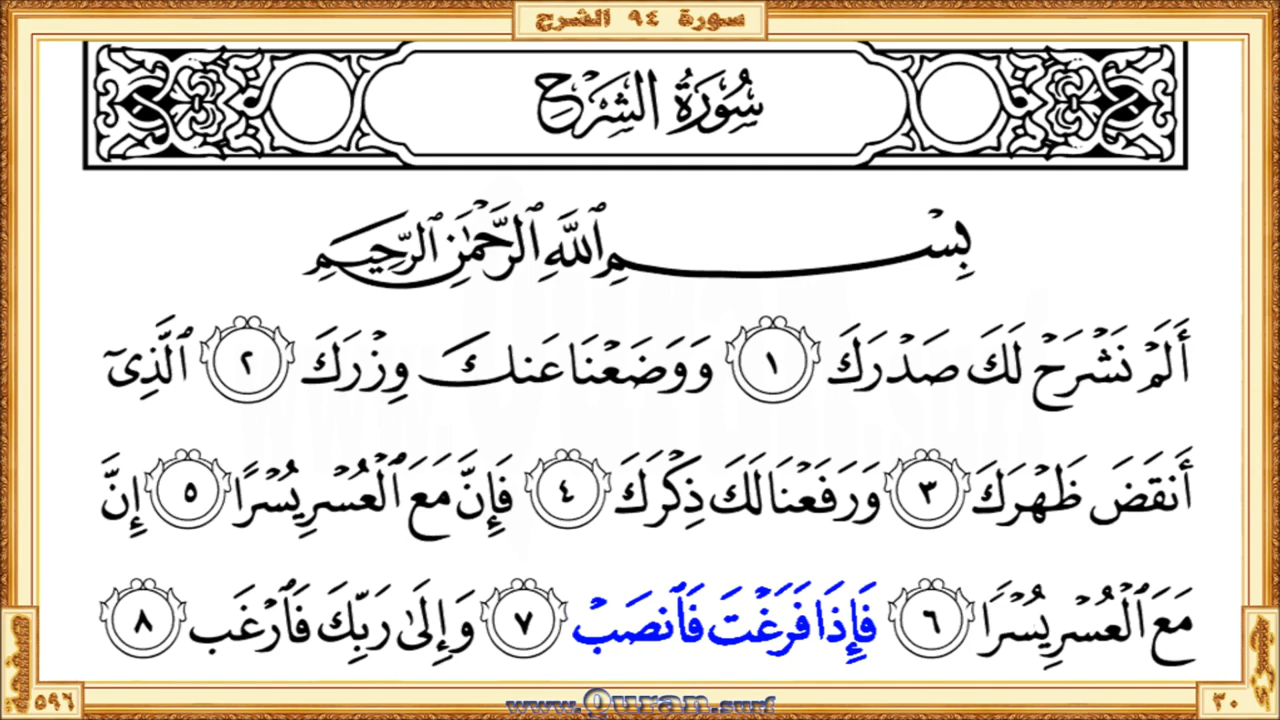 سورة ٩٤ الشرح
سُورَةُ الشَّرْحِ
بِسْمِ ٱللَّهِ ٱلرَّحْمَٰنِ ٱلرَّحِيمِ
أَلَمْ نَشْرَحْ لَكَ صَدْرَكَ ١ وَوَضَعْنَا عَنكَ وِزْرَكَ ٢ ٱلَّذِىٓ
أَنقَضَ ظَهْرَكَ ٣ وَرَفَعْنَا لَكَ ذِكْرَكَ ٤ فَإِنَّ مَعَ ٱلْعُسْرِ يُسْرًا ٥ إِنَّ
مَعَ ٱلْعُسْرِ يُسْرًا ٦ فَإِذَا فَرَغْتَ فَٱنصَبْ ٧ وَإِلَىٰ رَبِّكَ فَٱرْغَب ٨
صفحة ٥٩٦
www.Quran.surf
٣٠